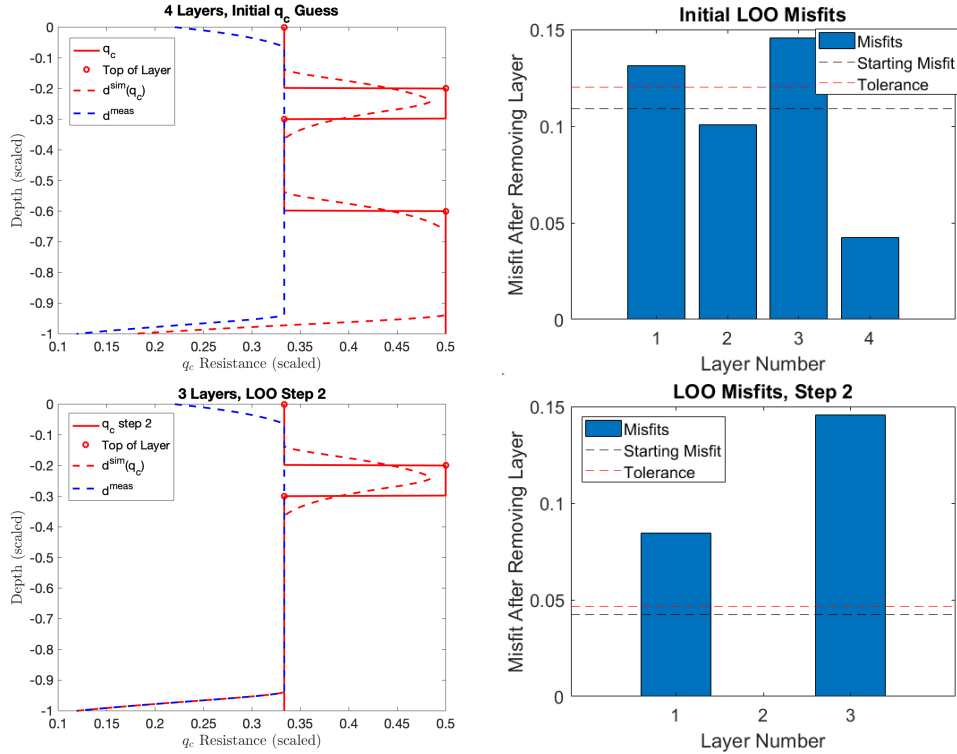 4 Layers, Initial q_c Guess
0
-0.1
-0.2
-0.3
-0.4
-0.5
-0.6
-0.7
-0.8
-0.9
-1
Depth (scaled)
q_c
Top of Layer
d^sim(q_c)
d^meas
0.1 0.15 0.2 0.25 0.3 0.35 0.4 0.45 0.5
q_c Resistance (scaled)
Initial LOO Misfits
0.15
0.1
0.05
0
Misfit After Removing Layer
Misfits
Starting Misfit
Tolerance
1 2 3 4
Layer Number
3 Layers, LOO Step 2
0
-0.1
-0.2
-0.3
-0.4
-0.5
-0.6
-0.7
-0.8
-0.9
-1
Depth (scaled)
q_c step 2
Top of Layer
d^sim(q_c)
d^meas
0.1 0.15 0.2 0.25 0.3 0.35 0.4 0.45 0.5
q_c Resistance (scaled)
LOO Misfits, Step 2
0.15
0.1
0.05
0
Misfit After Removing Layer
Misfits
Starting Misfit
Tolerance
1 2 3
Layer Number